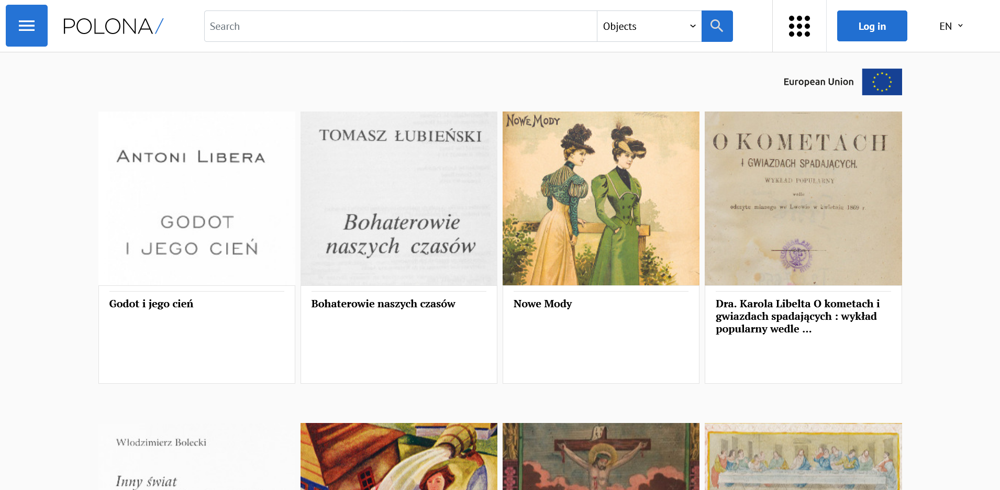 POLONA/
Search
Objects
Log in
EN
European Union
ANTONI LIBERA
GODOT
I JEGO CIEŃ
TOMASZ ŁUBIEŃSKI
Bohaterowie
naszych czasów
NOWE MODY
O KOMETACH
I GWIAZDACH SPADAJĄCYCH.
WYKŁAD POPULARNY
wedle
odczytu mianego we Lwowie w kwietniu 1869 r.
Godot i jego cień
Bohaterowie naszych czasów
Nowe Mody
Dra. Karola Libelta O kometach i
gwiazdach spadających : wykład
popularny wedle ...
Włodzimierz Bolecki
Inny świat